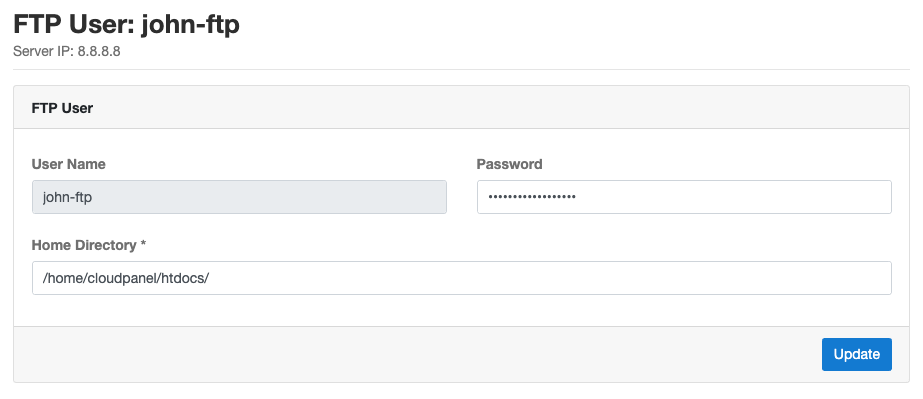 FTP User: john-ftp
Server IP: 8.8.8.8
FTP User
User Name
Password
john-ftp
••••••••••••••••••
Home Directory *
/home/cloudpanel/htdocs/
Update